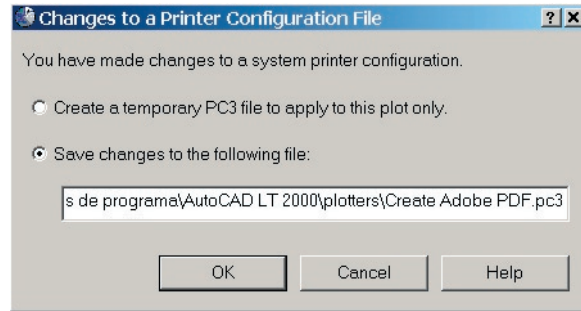 Changes to a Printer Configuration File
You have made changes to a system printer configuration.
Create a temporary PC3 file to apply to this plot only.
Save changes to the following file:
s de programa\AutoCAD LT 2000\plotters\Create Adobe PDF.pc3
OK Cancel Help